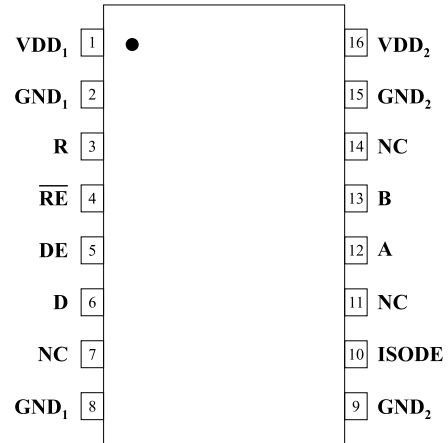 VDD₁ 1 16 VDD₂
GND₁ 2 15 GND₂
R 3 14 NC
R̅E̅ 4 13 B
DE 5 12 A
D 6 11 NC
NC 7 10 ISODE
GND₁ 8 9 GND₂